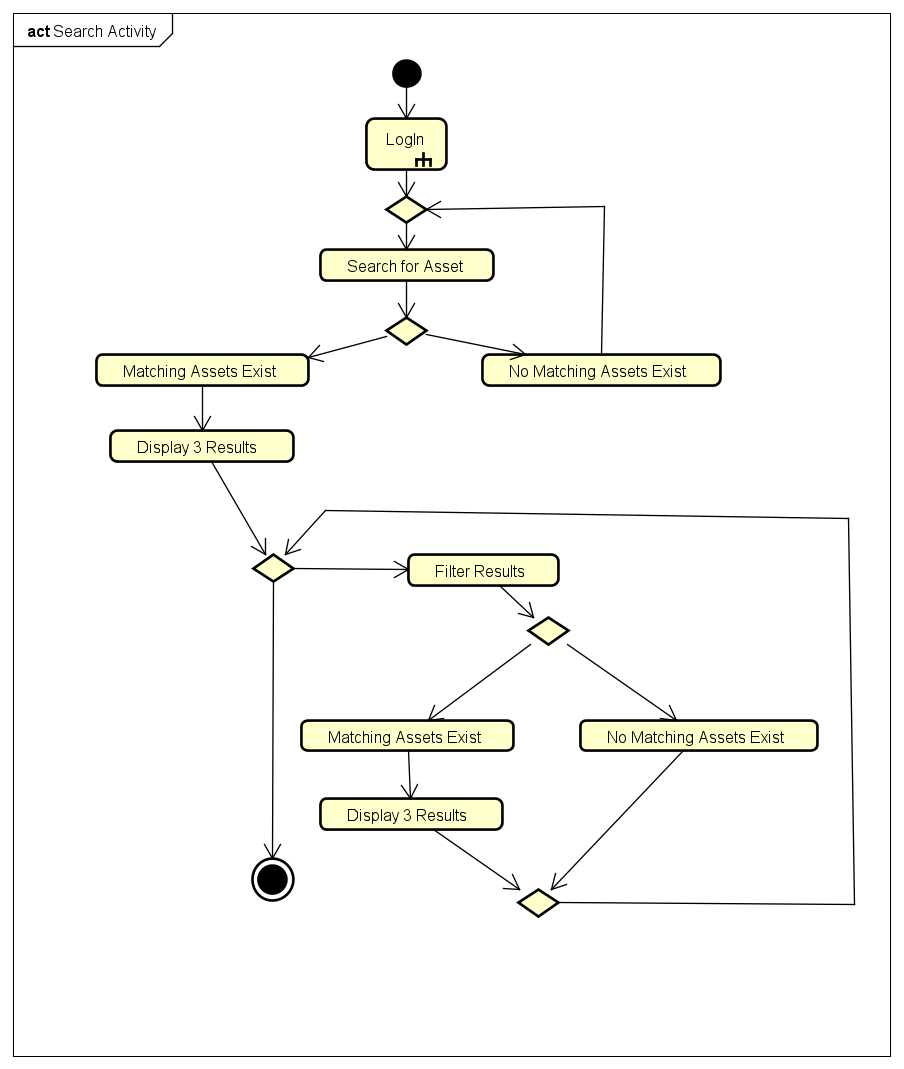 act Search Activity
LogIn
Search for Asset
Matching Assets Exist
No Matching Assets Exist
Display 3 Results
Filter Results
Matching Assets Exist
No Matching Assets Exist
Display 3 Results